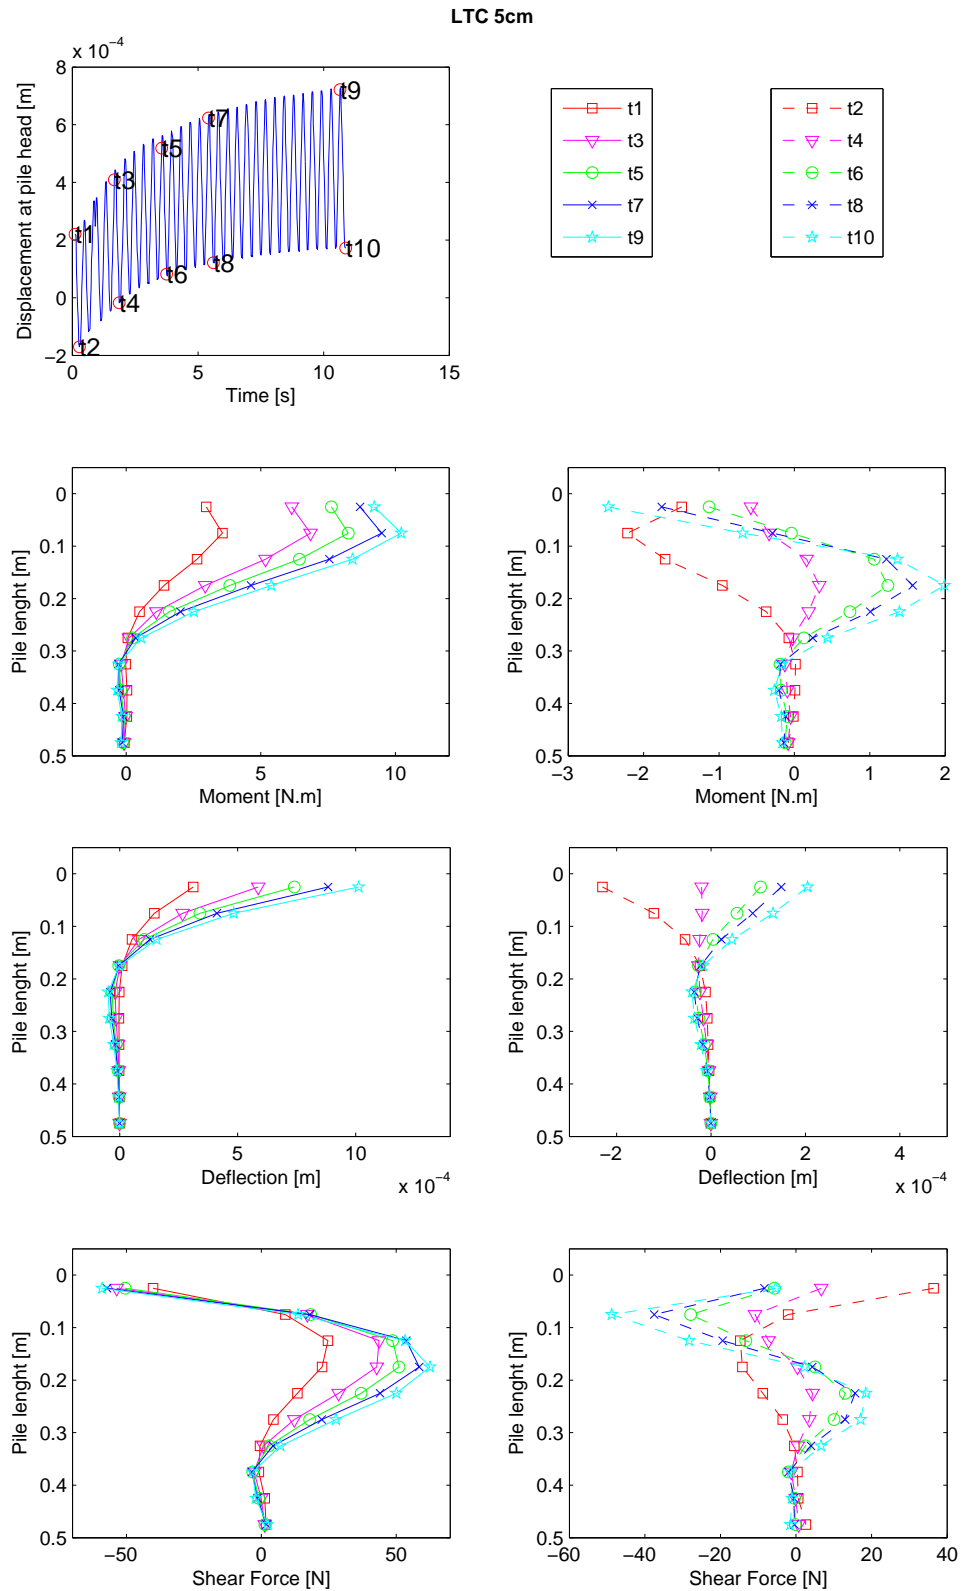 LTC 5cm
x 10^-4
8
6
4
2
0
−2
Displacement at pile head [m]
t1
t2
t3
t4
t5
t6
t7
t8
t9
t10
0 5 10 15
Time [s]
t1
t3
t5
t7
t9
t2
t4
t6
t8
t10
0
0.1
0.2
0.3
0.4
0.5
Pile lenght [m]
0 5 10
Moment [N.m]
0
0.1
0.2
0.3
0.4
0.5
Pile lenght [m]
−3 −2 −1 0 1 2
Moment [N.m]
0
0.1
0.2
0.3
0.4
0.5
Pile lenght [m]
0 5 10
Deflection [m]
x 10^-4
0
0.1
0.2
0.3
0.4
0.5
Pile lenght [m]
−2 0 2 4
Deflection [m]
x 10^-4
0
0.1
0.2
0.3
0.4
0.5
Pile lenght [m]
−50 0 50
Shear Force [N]
0
0.1
0.2
0.3
0.4
0.5
Pile lenght [m]
−60 −40 −20 0 20 40
Shear Force [N]